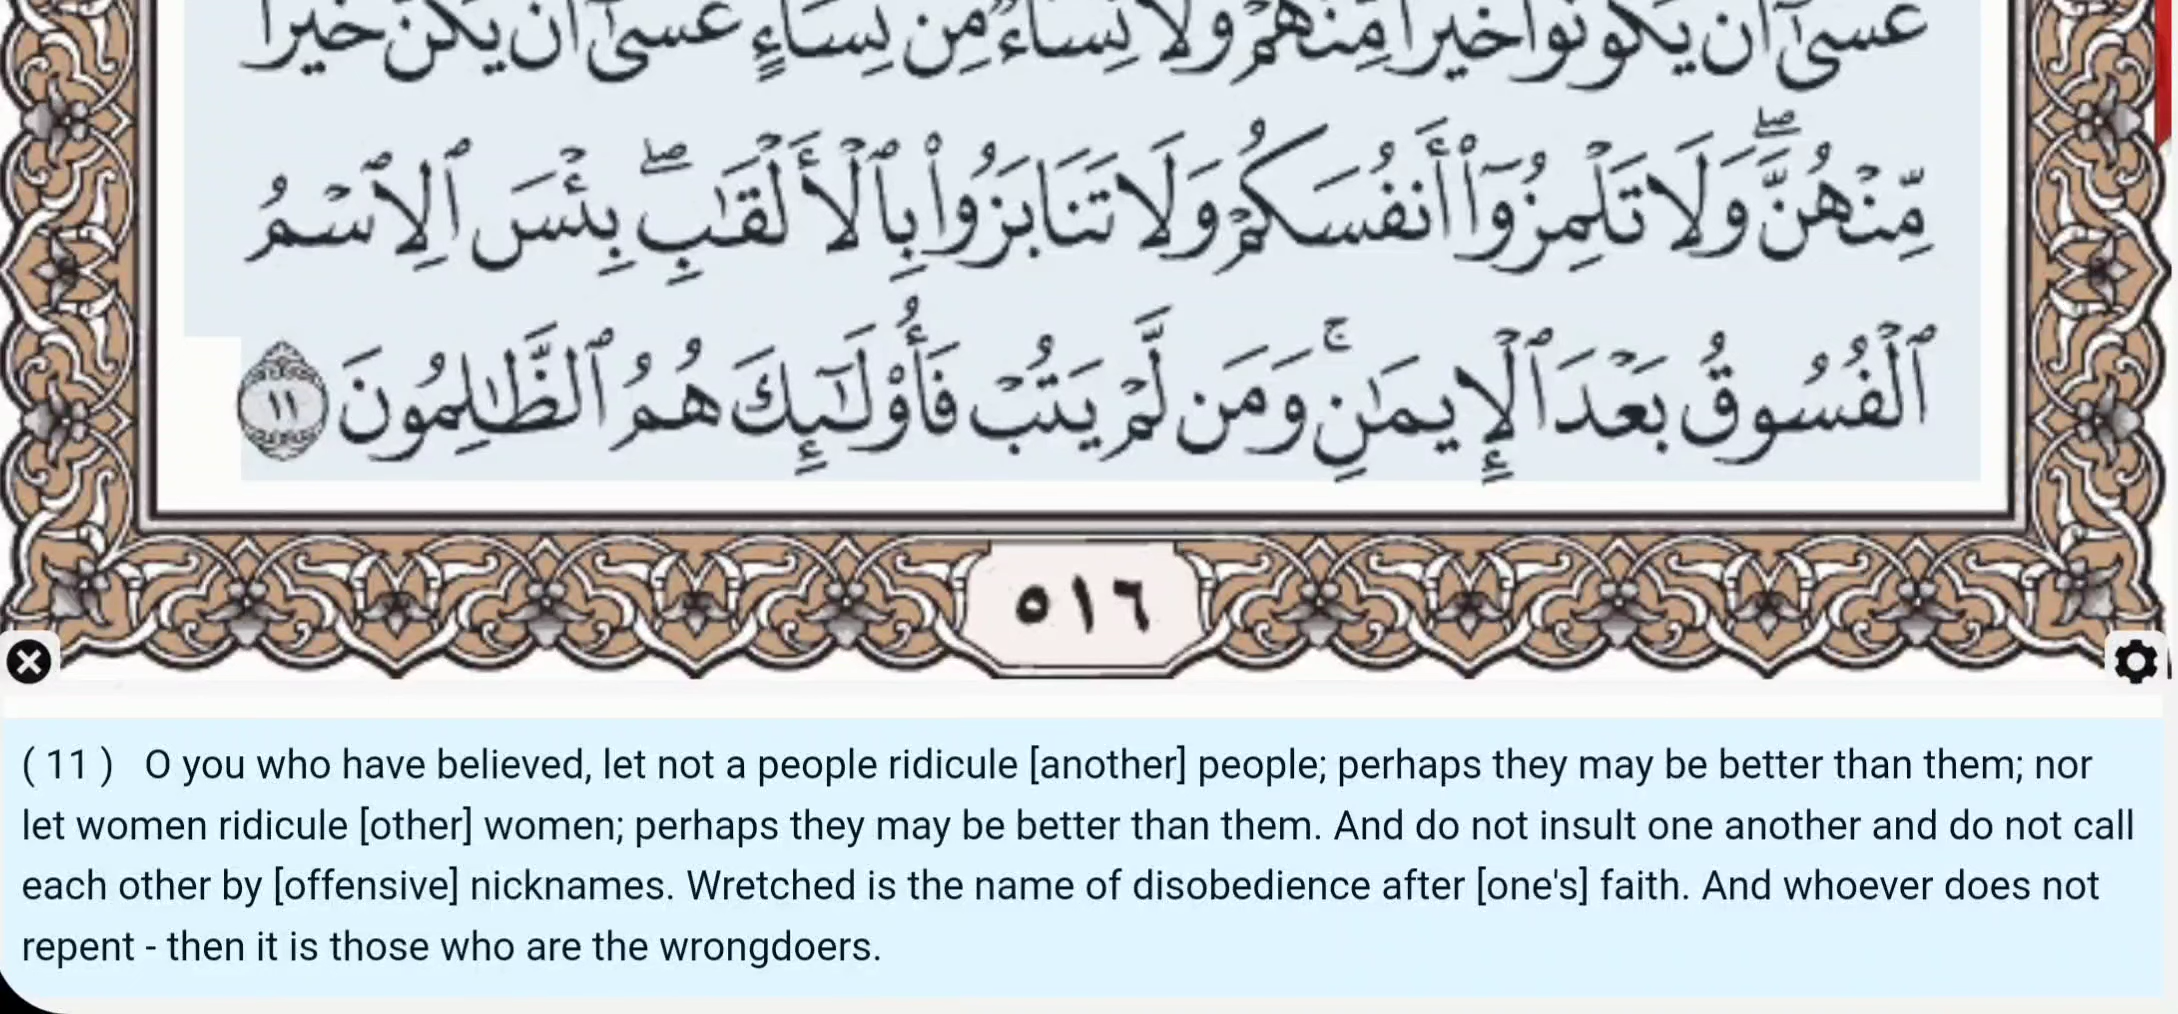 عَسَىٰٓ أَن يَكُونُوا۟ خَيْرًا مِّنْهُمْ وَلَا نِسَآءٌ مِّن نِّسَآءٍ عَسَىٰٓ أَن يَكُنَّ خَيْرًا
مِّنْهُنَّ ۖ وَلَا تَلْمِزُوٓا۟ أَنفُسَكُمْ وَلَا تَنَابَزُوا۟ بِٱلْأَلْقَٰبِ ۖ بِئْسَ ٱلِٱسْمُ
ٱلْفُسُوقُ بَعْدَ ٱلْإِيمَٰنِ ۚ وَمَن لَّمْ يَتُبْ فَأُو۟لَٰٓئِكَ هُمُ ٱلظَّٰلِمُونَ ١١
٥١٦
( 11 ) O you who have believed, let not a people ridicule [another] people; perhaps they may be better than them; nor
let women ridicule [other] women; perhaps they may be better than them. And do not insult one another and do not call
each other by [offensive] nicknames. Wretched is the name of disobedience after [one's] faith. And whoever does not
repent - then it is those who are the wrongdoers.